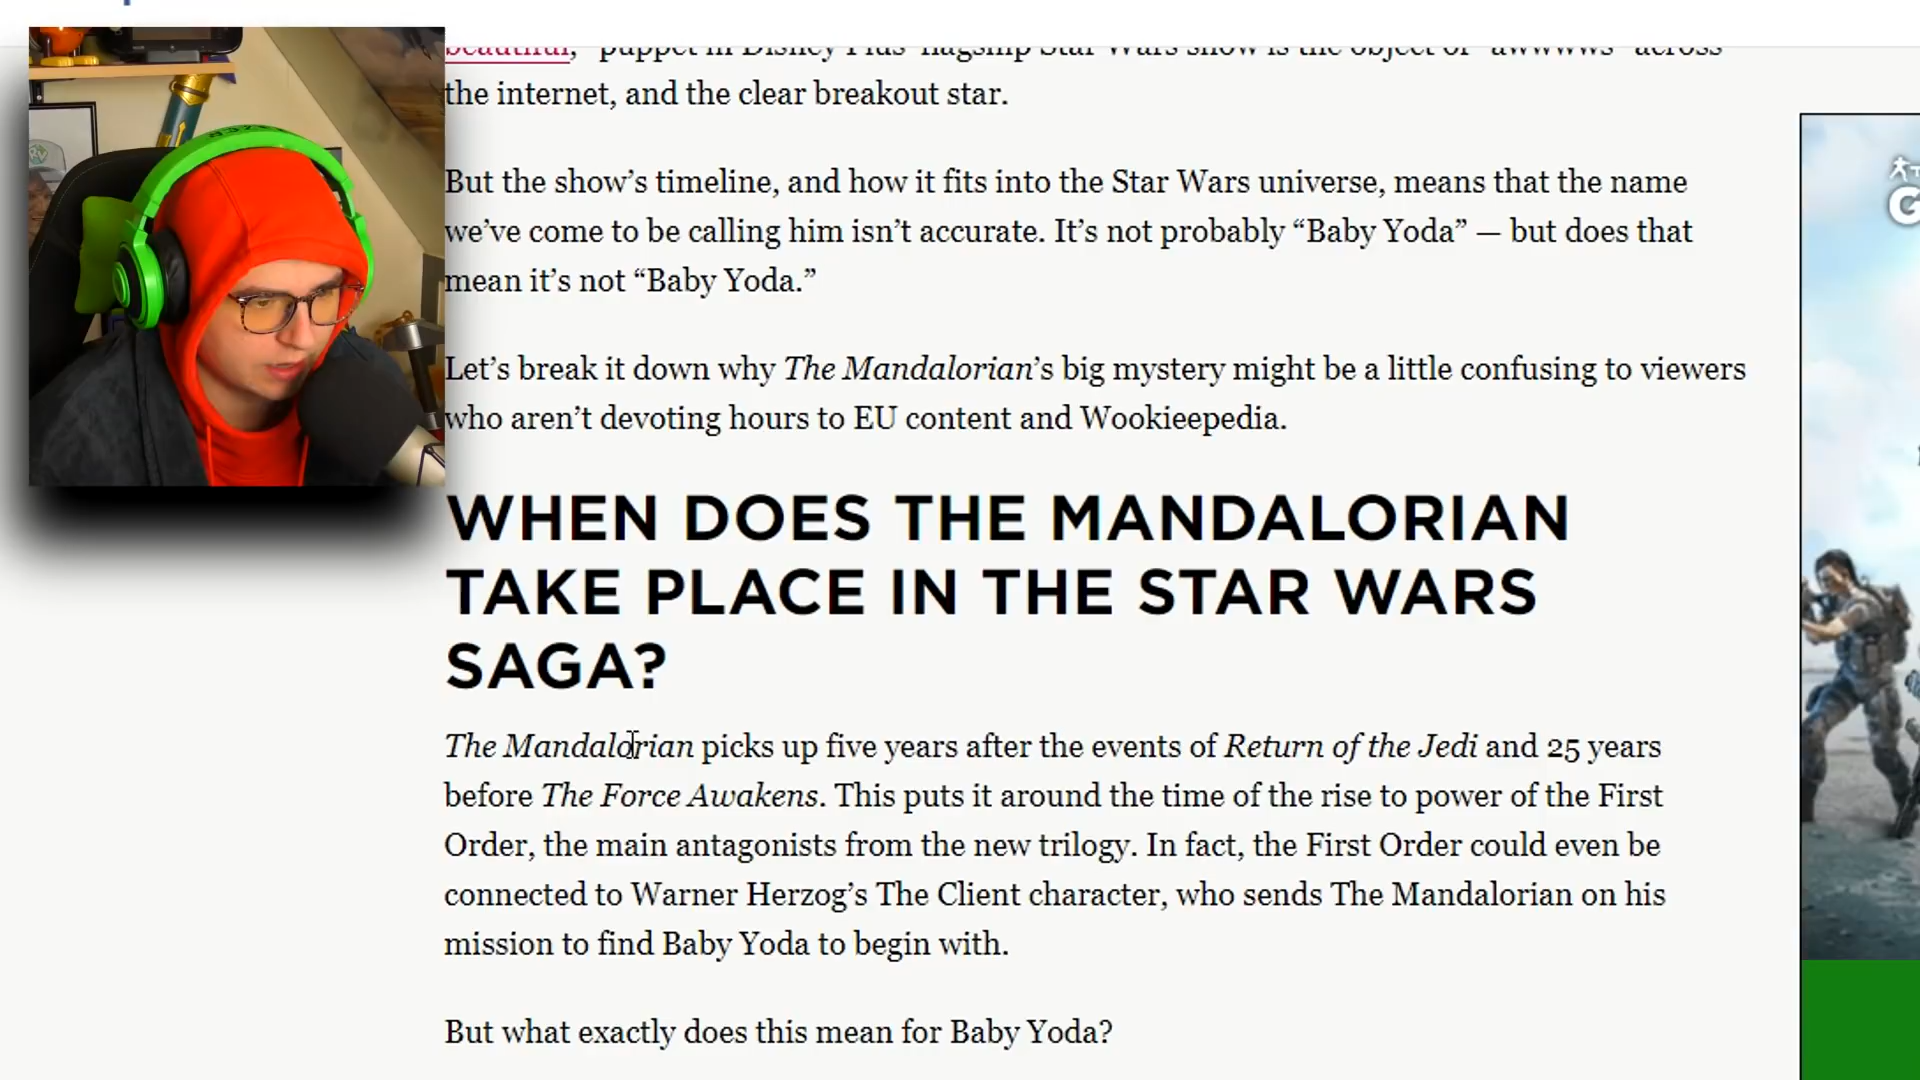 beautiful,” puppet in Disney Plus’ flagship Star Wars show is the object of “awwwws” across
the internet, and the clear breakout star.
But the show’s timeline, and how it fits into the Star Wars universe, means that the name
we’ve come to be calling him isn’t accurate. It’s not probably “Baby Yoda” — but does that
mean it’s not “Baby Yoda.”
Let’s break it down why The Mandalorian’s big mystery might be a little confusing to viewers
who aren’t devoting hours to EU content and Wookieepedia.
WHEN DOES THE MANDALORIAN
TAKE PLACE IN THE STAR WARS
SAGA?
The Mandalorian picks up five years after the events of Return of the Jedi and 25 years
before The Force Awakens. This puts it around the time of the rise to power of the First
Order, the main antagonists from the new trilogy. In fact, the First Order could even be
connected to Warner Herzog’s The Client character, who sends The Mandalorian on his
mission to find Baby Yoda to begin with.
But what exactly does this mean for Baby Yoda?